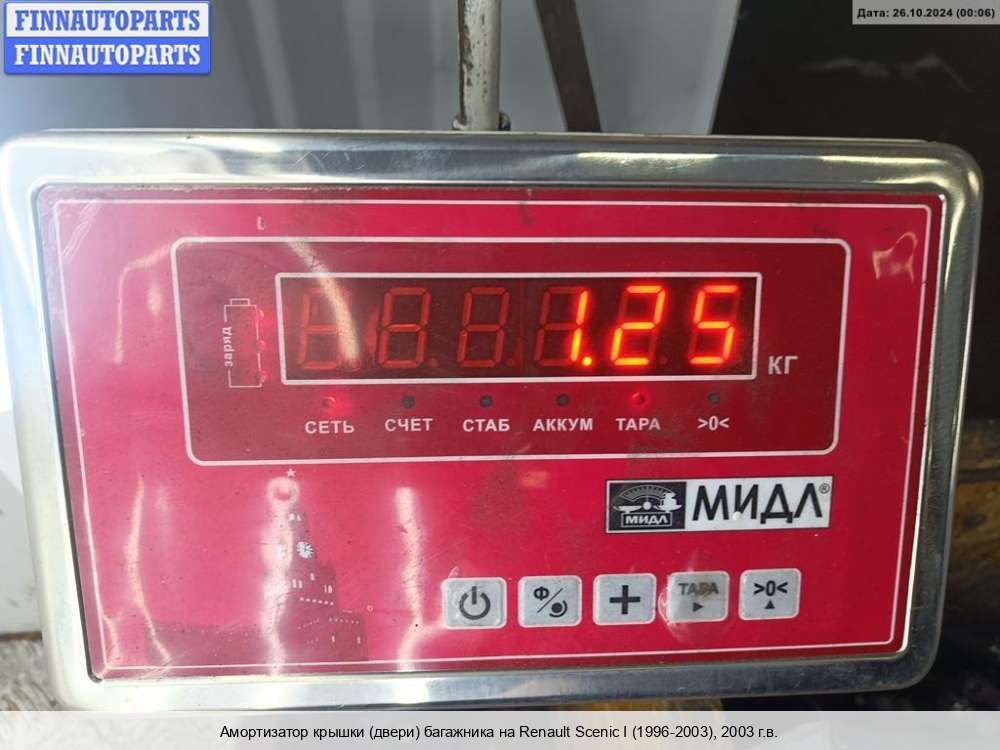 FINNAUTOPARTS
FINNAUTOPARTS
Дата: 26.10.2024 (00:06)
заряд
1.25
КГ
СЕТЬ СЧЕТ СТАБ АККУМ ТАРА >0<
МИДЛ МИДЛ®
Ф/ + ТАРА >0<
Амортизатор крышки (двери) багажника на Renault Scenic I (1996-2003), 2003 г.в.